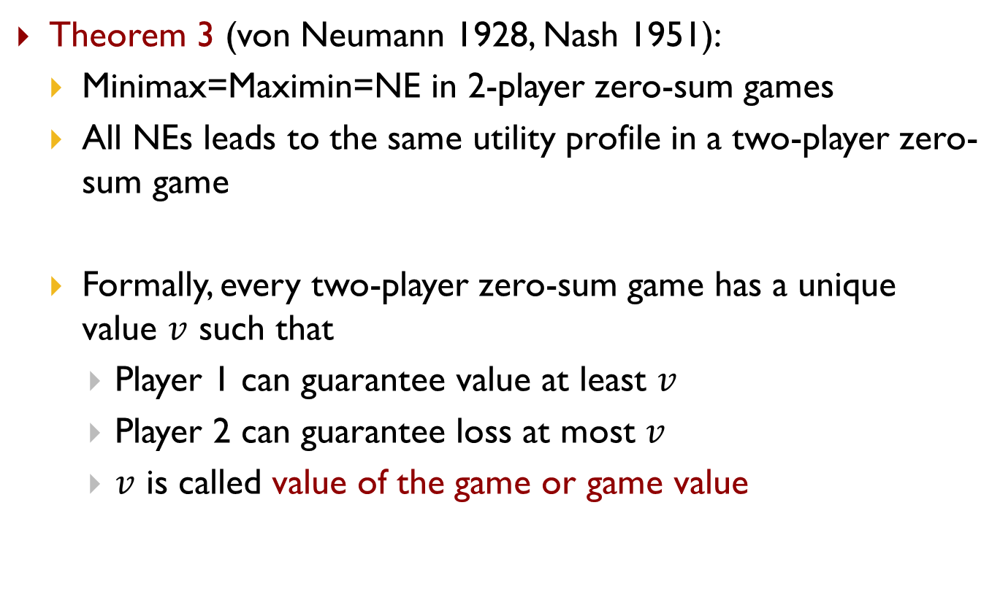 Theorem 3 (von Neumann 1928, Nash 1951):
Minimax=Maximin=NE in 2-player zero-sum games
All NEs leads to the same utility profile in a two-player zero-
sum game
Formally, every two-player zero-sum game has a unique
value 𝑣 such that
Player 1 can guarantee value at least 𝑣
Player 2 can guarantee loss at most 𝑣
𝑣 is called value of the game or game value